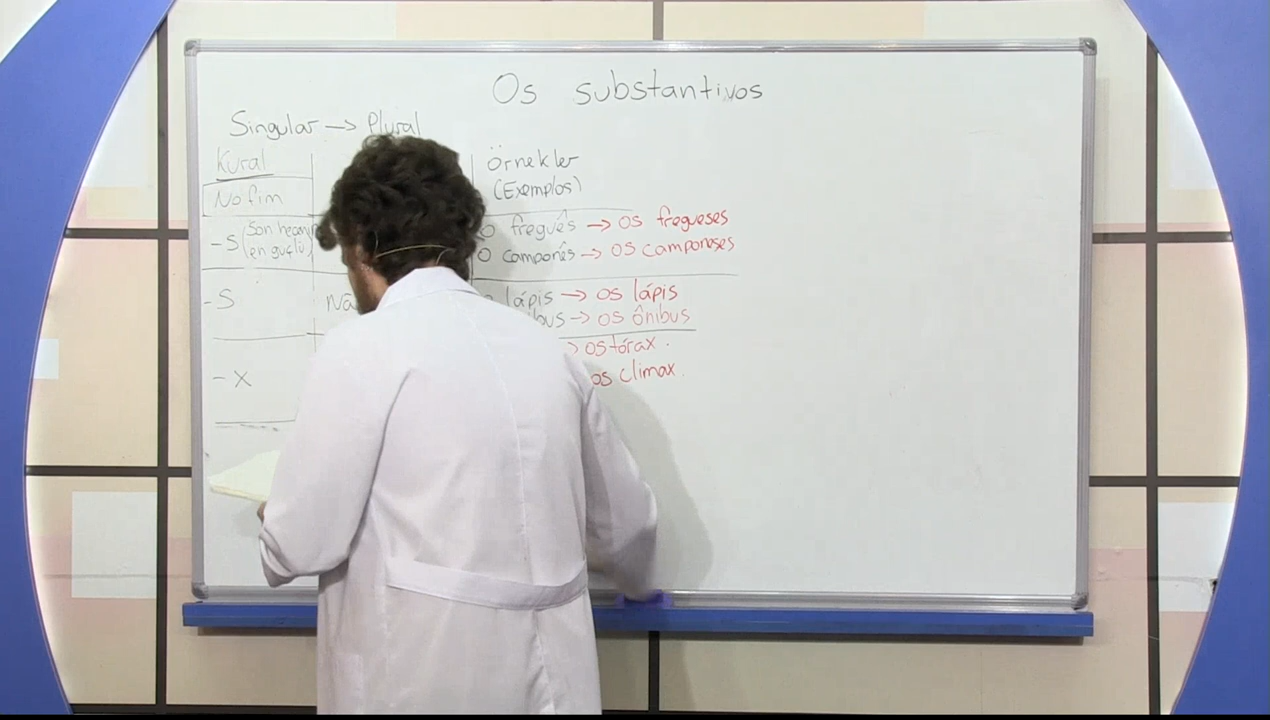 Os substantivos
Singular → Plural
Kural
No fim
Örnekler
(Exemplos)
-S (Son hecenin
en güçlü)
o freguês → os fregueses
o camponês → os camponeses
-S
lápis → os lápis
→ os ônibus
os tórax.
-X
os clímax.